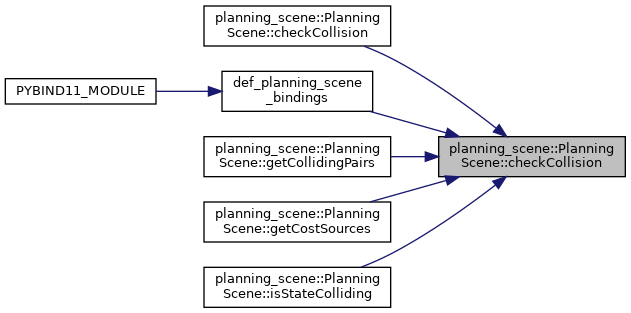 planning_scene::Planning
Scene::checkCollision
def_planning_scene
_bindings
PYBIND11_MODULE
planning_scene::Planning
Scene::getCollidingPairs
planning_scene::Planning
Scene::checkCollision
planning_scene::Planning
Scene::getCostSources
planning_scene::Planning
Scene::isStateColliding